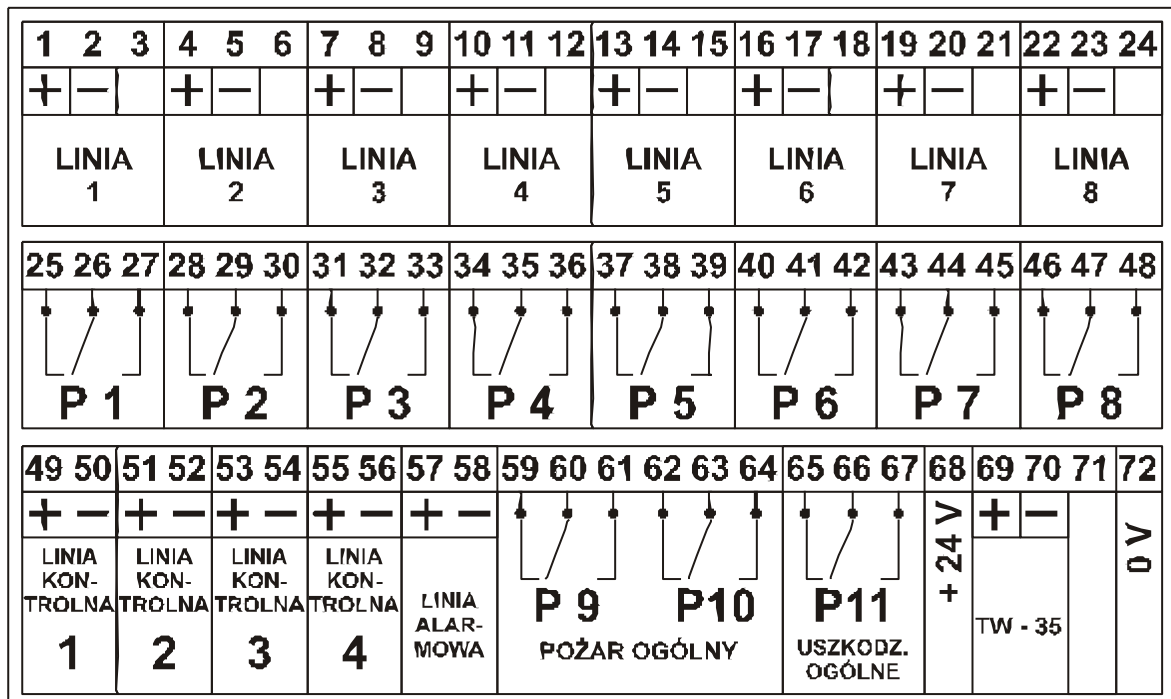 1 2 3 4 5 6 7 8 9 10 11 12 13 14 15 16 17 18 19 20 21 22 23 24
+ − + − + − + − + − + − + − + −
LINIA LINIA LINIA LINIA LINIA LINIA LINIA LINIA
1 2 3 4 5 6 7 8
25 26 27 28 29 30 31 32 33 34 35 36 37 38 39 40 41 42 43 44 45 46 47 48
P 1 P 2 P 3 P 4 P 5 P 6 P 7 P 8
49 50 51 52 53 54 55 56 57 58 59 60 61 62 63 64 65 66 67 68 69 70 71 72
+ − + − + − + − + − + −
LINIA
KON-
TROLNA
1
LINIA
KON-
TROLNA
2
LINIA
KON-
TROLNA
3
LINIA
KON-
TROLNA
4
LINIA
ALAR-
MOWA
P 9 P10
POŻAR OGÓLNY
P11
USZKODZ.
OGÓLNE
+ 24 V
TW - 35
0 V